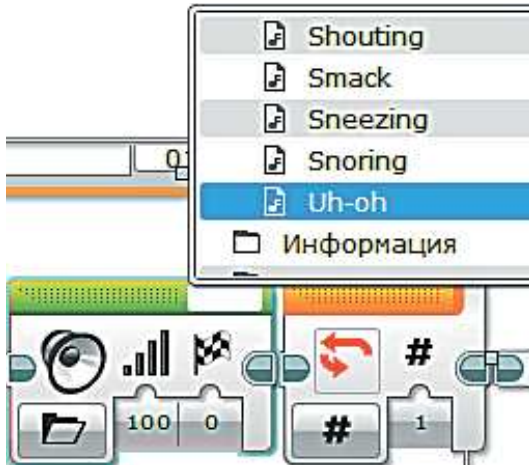 Shouting
Smack
Sneezing
Snoring
Uh-oh
Информация
100 0
# # 1